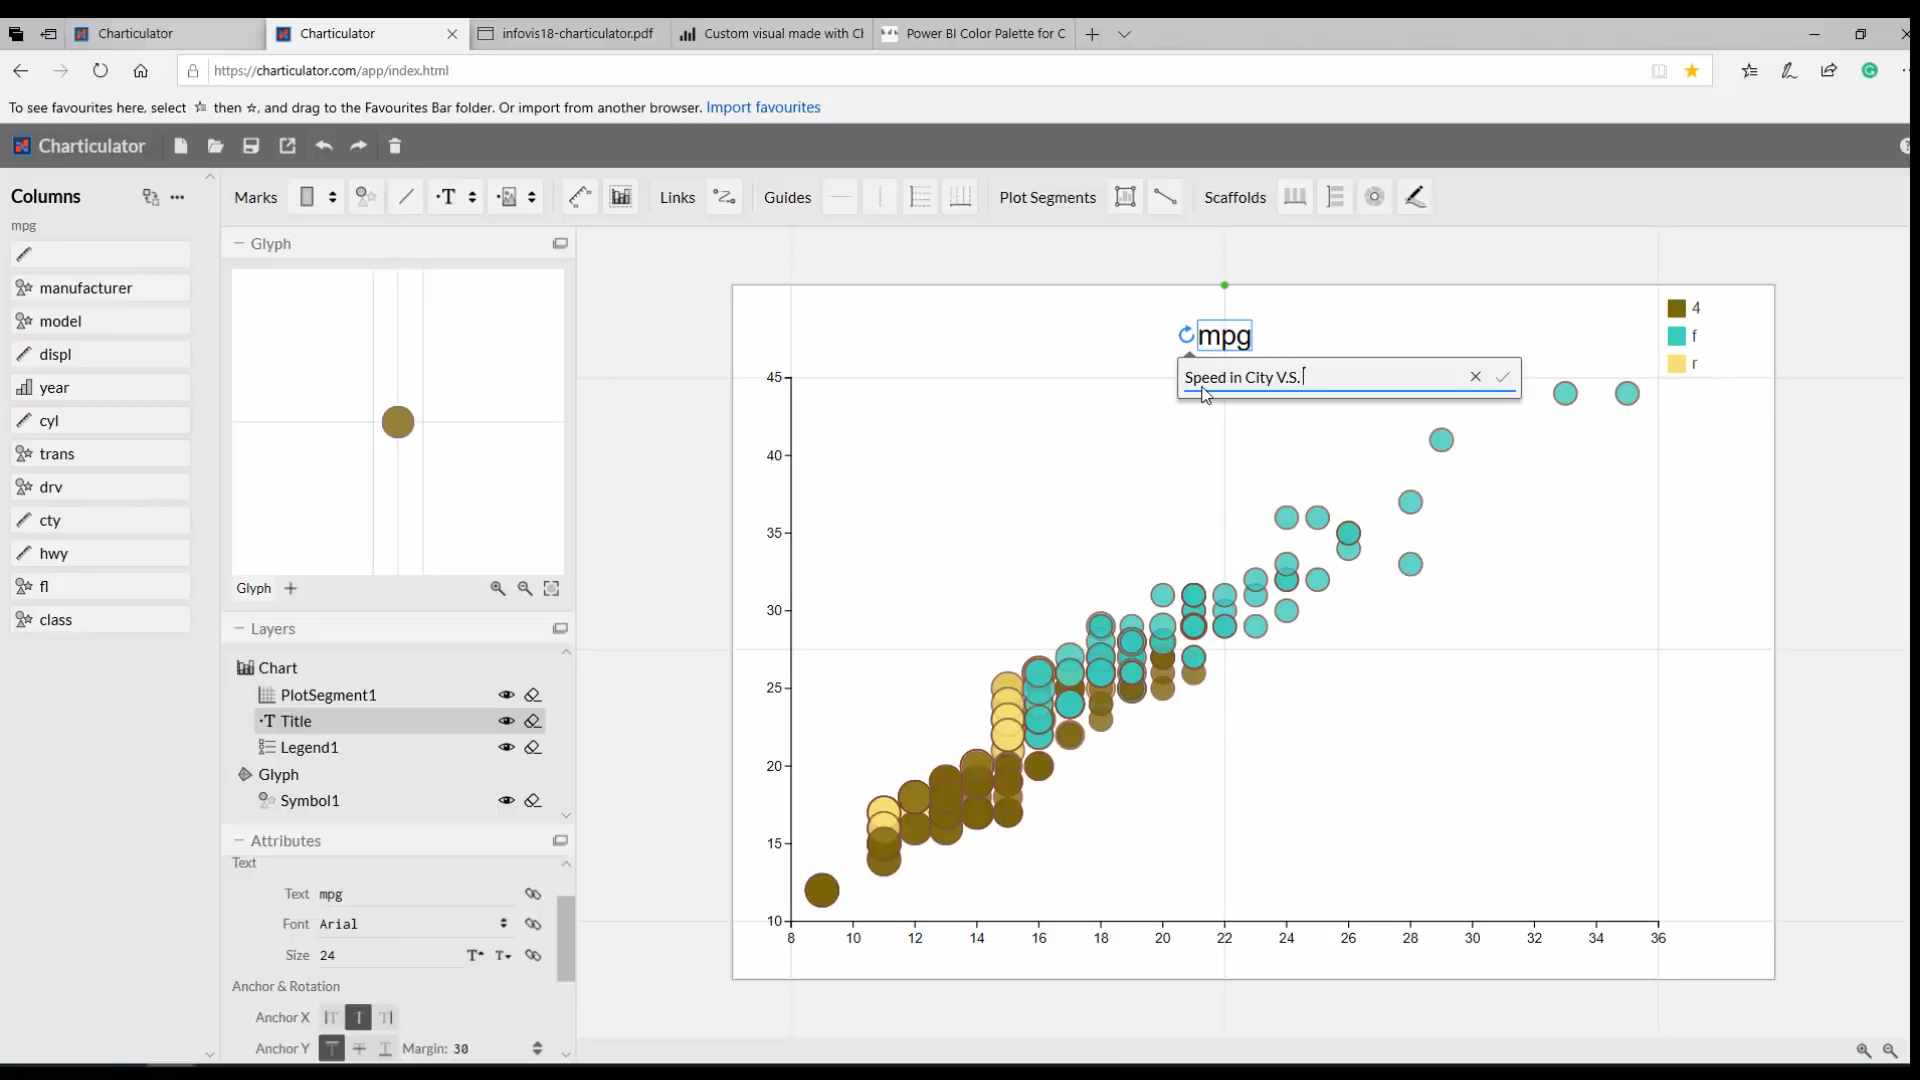 Charticulator
Charticulator
infovis18-charticulator.pdf
Custom visual made with Cl
Power BI Color Palette for C
https://charticulator.com/app/index.html
To see favourites here, select then ☆, and drag to the Favourites Bar folder. Or import from another browser. Import favourites
Charticulator
Columns
mpg
manufacturer
model
displ
year
cyl
trans
drv
cty
hwy
fl
class
Marks
Links
Guides
Plot Segments
Scaffolds
Glyph
Glyph
Layers
Chart
PlotSegment1
Title
Legend1
Glyph
Symbol1
Attributes
Text
Text mpg
Font Arial
Size 24
Anchor & Rotation
Anchor X
Anchor Y Margin: 30
mpg
Speed in City V.S.
4
f
r
45
40
35
30
25
20
15
10
8 10 12 14 16 18 20 22 24 26 28 30 32 34 36